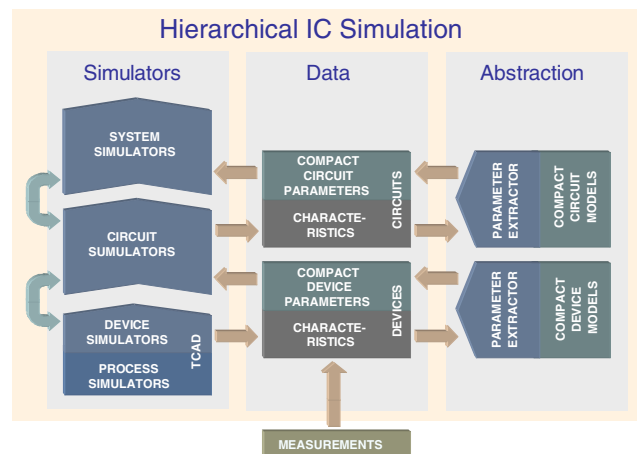 Hierarchical IC Simulation
Simulators
Data
Abstraction
SYSTEM
SIMULATORS
CIRCUIT
SUMULATORS
DEVICE
SIMULATORS
PROCESS
SIMULATORS
TCAD
COMPACT
CIRCUIT
PARAMETERS
CHARACTE-
RISTICS
CIRCUITS
COMPACT
DEVICE
PARAMETERS
CHARACTE-
RISTICS
DEVICES
PARAMETER
EXTRACTOR
COMPACT
CIRCUIT
MODELS
PARAMETER
EXTRACTOR
COMPACT
DEVICE
MODELS
MEASUREMENTS